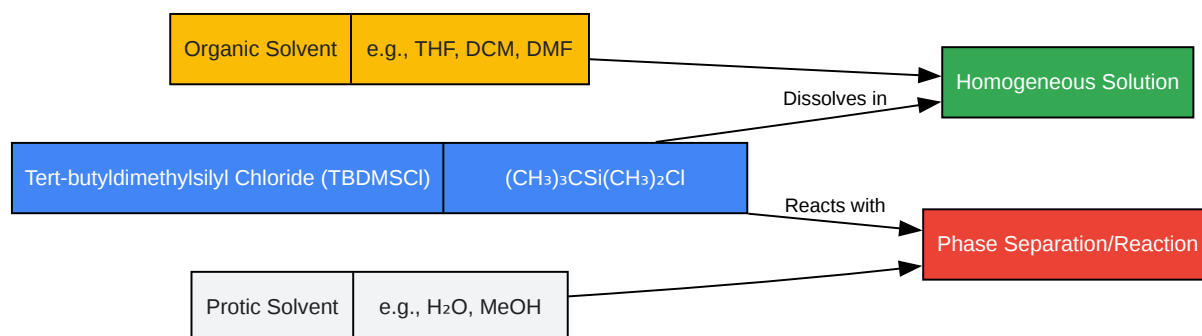 Organic Solvent
e.g., THF, DCM, DMF
Homogeneous Solution
Dissolves in
Tert-butyldimethylsilyl Chloride (TBDMSCl)
(CH₃)₃CSi(CH₃)₂Cl
Reacts with
Phase Separation/Reaction
Protic Solvent
e.g., H₂O, MeOH